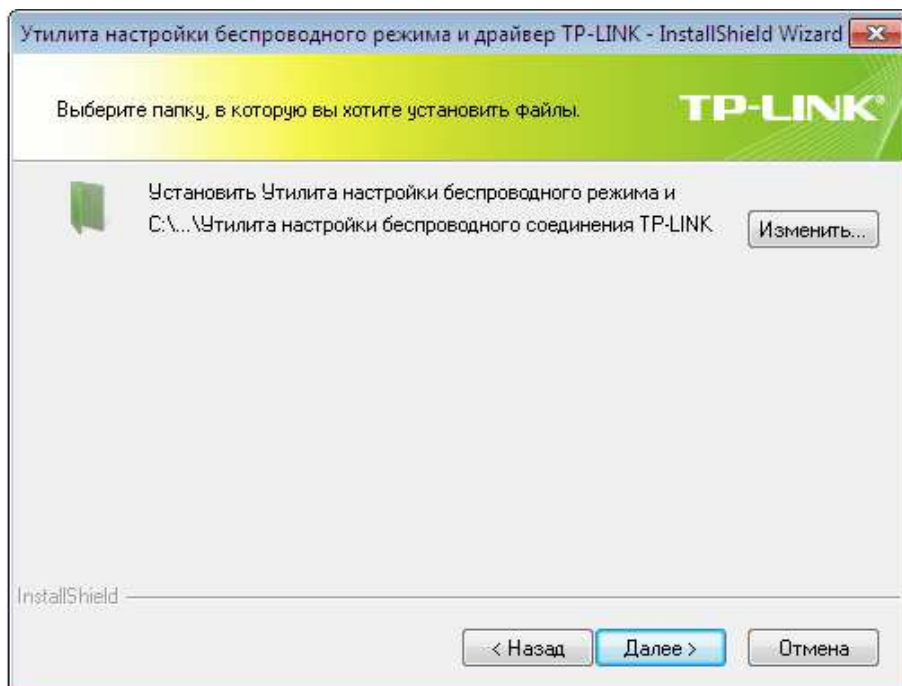 Утилита настройки беспроводного режима и драйвер TP-LINK - InstallShield Wizard
Выберите папку, в которую вы хотите установить файлы.
TP-LINK®
Установить Утилита настройки беспроводного режима и
C:\...\Утилита настройки беспроводного соединения TP-LINK
Изменить...
InstallShield
< Назад
Далее >
Отмена